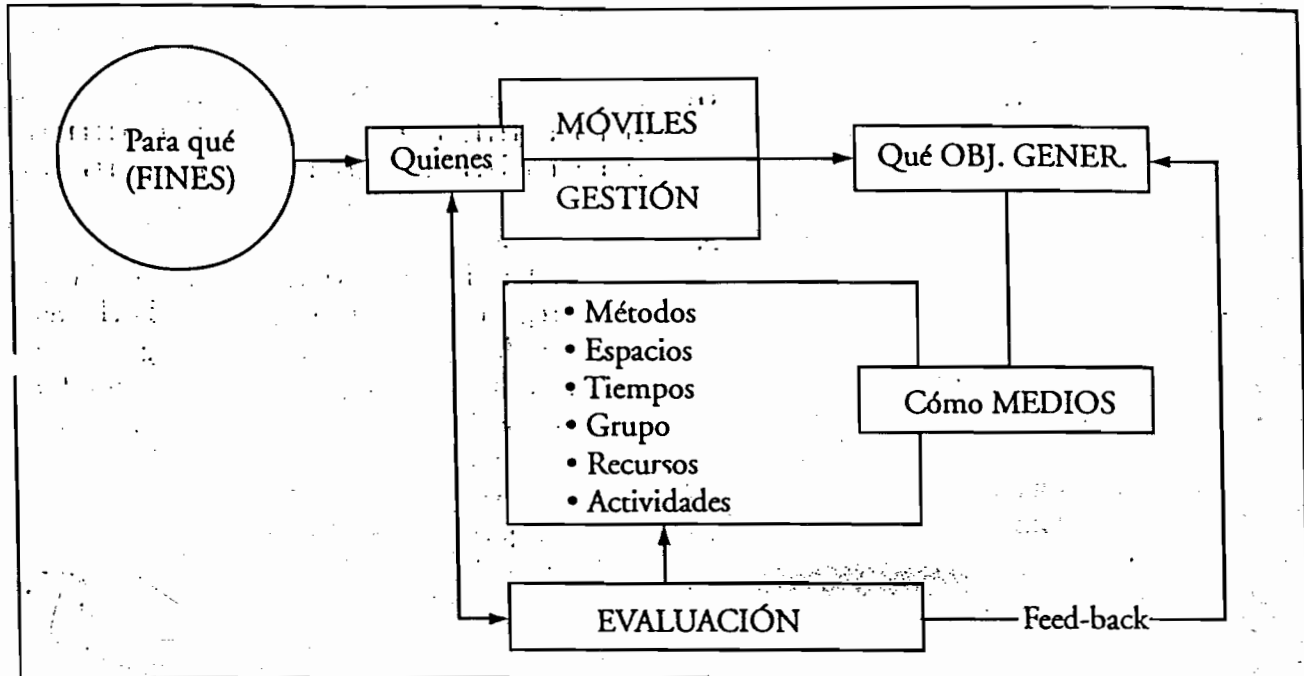 Para qué
(FINES)
Quienes
MÓVILES
GESTIÓN
Qué OBJ. GENER.
• Métodos
• Espacios
• Tiempos
• Grupo
• Recursos
• Actividades
Cómo MEDIOS
EVALUACIÓN
Feed-back